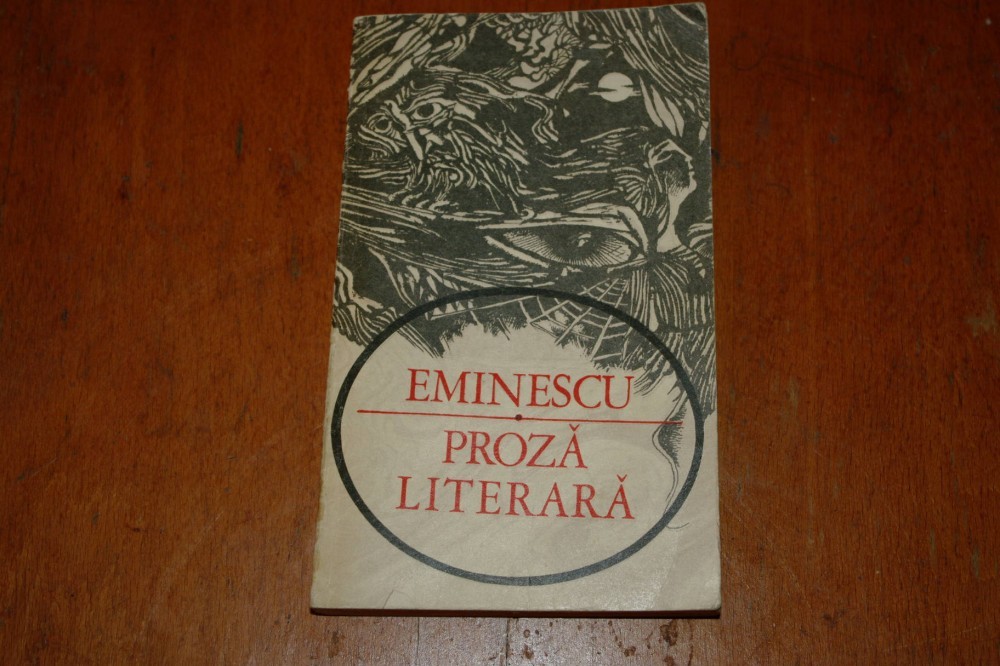 EMINESCU
PROZĂ
LITERARĂ